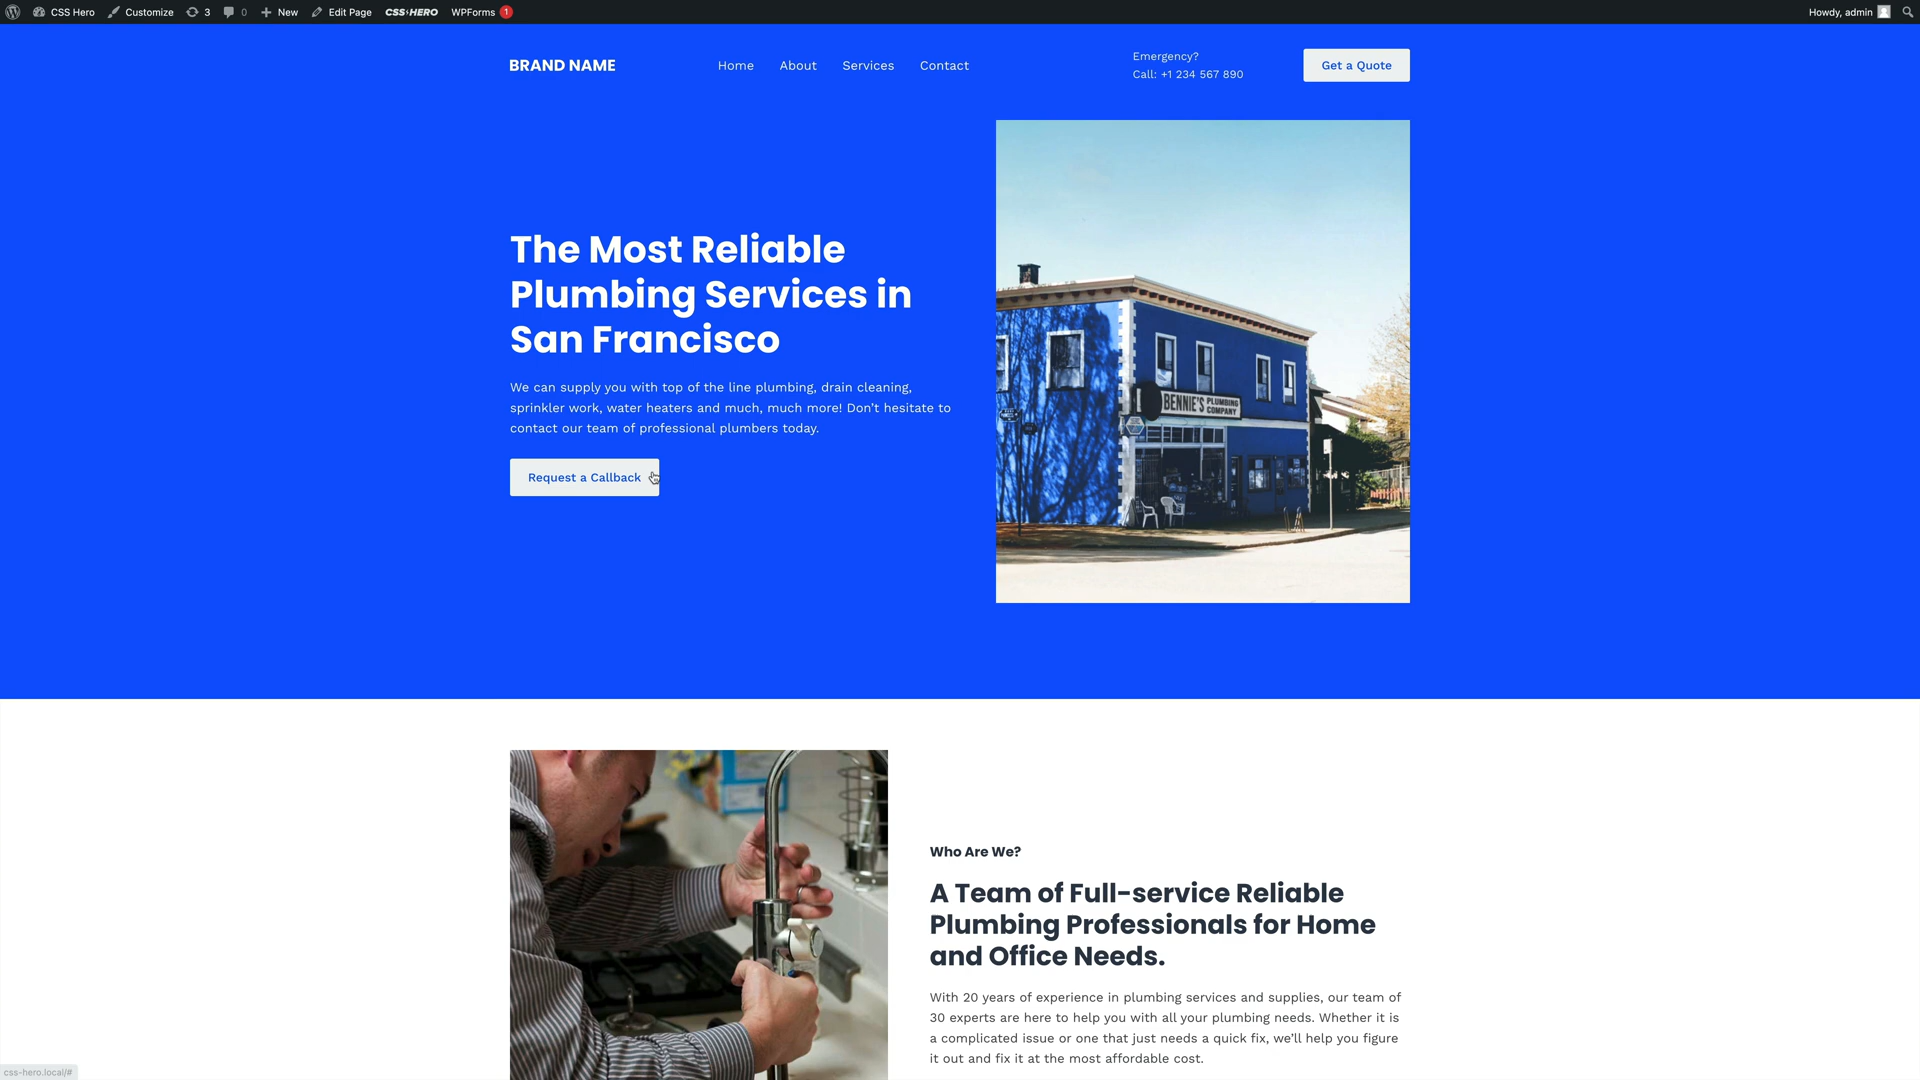 CSS Hero
Customize
3
0
New
Edit Page
CSS HERO
WPForms
1
Howdy, admin
BRAND NAME
Home
About
Services
Contact
Emergency?
Call: +1 234 567 890
Get a Quote
The Most Reliable
Plumbing Services in
San Francisco
We can supply you with top of the line plumbing, drain cleaning,
sprinkler work, water heaters and much, much more! Don’t hesitate to
contact our team of professional plumbers today.
Request a Callback
BENNIE'S PLUMBING
COMPANY
Who Are We?
A Team of Full-service Reliable
Plumbing Professionals for Home
and Office Needs.
With 20 years of experience in plumbing services and supplies, our team of
30 experts are here to help you with all your plumbing needs. Whether it is
a complicated issue or one that just needs a quick fix, we’ll help you figure
it out and fix it at the most affordable cost.
css-hero.local/#